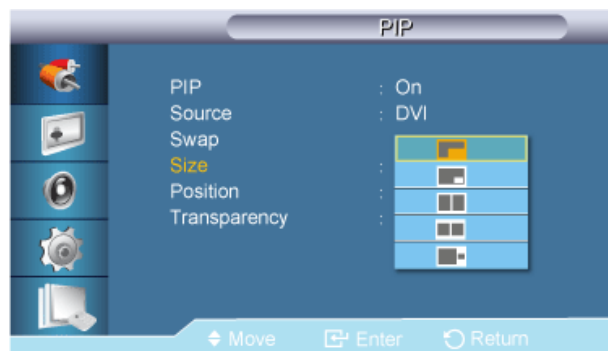 PIP
PIP : On
Source : DVI
Swap
Size :
Position :
Transparency :
Move Enter Return